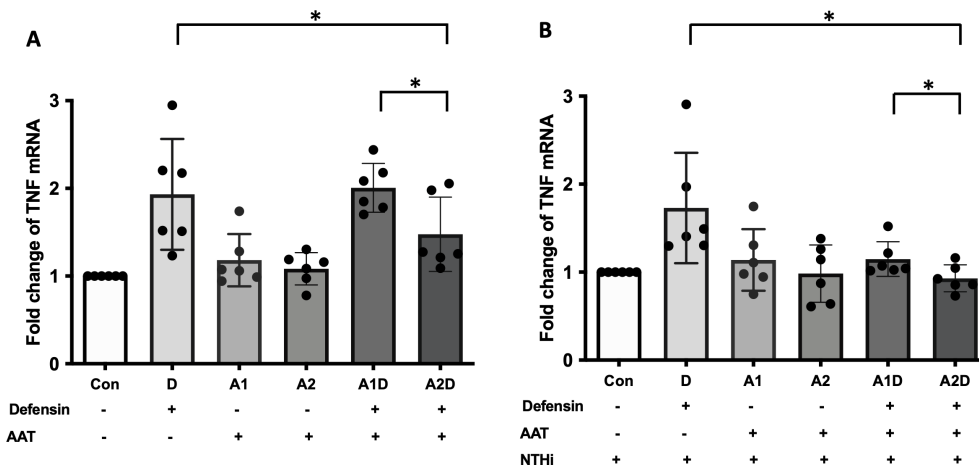 A
*
*
Fold change of TNF mRNA
3
2
1
0
Con D A1 A2 A1D A2D
Defensin - + - - + +
AAT - - + + + +
B
*
*
Fold change of TNF mRNA
3
2
1
0
Con D A1 A2 A1D A2D
Defensin - + - - + +
AAT - - + + + +
NTHi + + + + + +